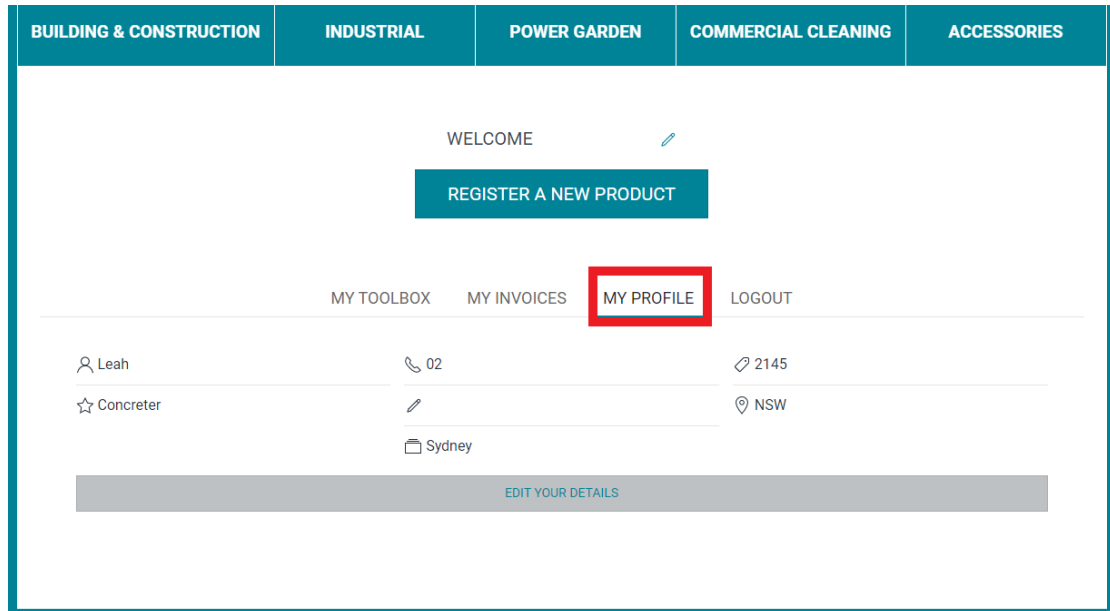 BUILDING & CONSTRUCTION INDUSTRIAL POWER GARDEN COMMERCIAL CLEANING ACCESSORIES
WELCOME
REGISTER A NEW PRODUCT
MY TOOLBOX MY INVOICES MY PROFILE LOGOUT
Leah 02 2145
Concreter NSW
Sydney
EDIT YOUR DETAILS